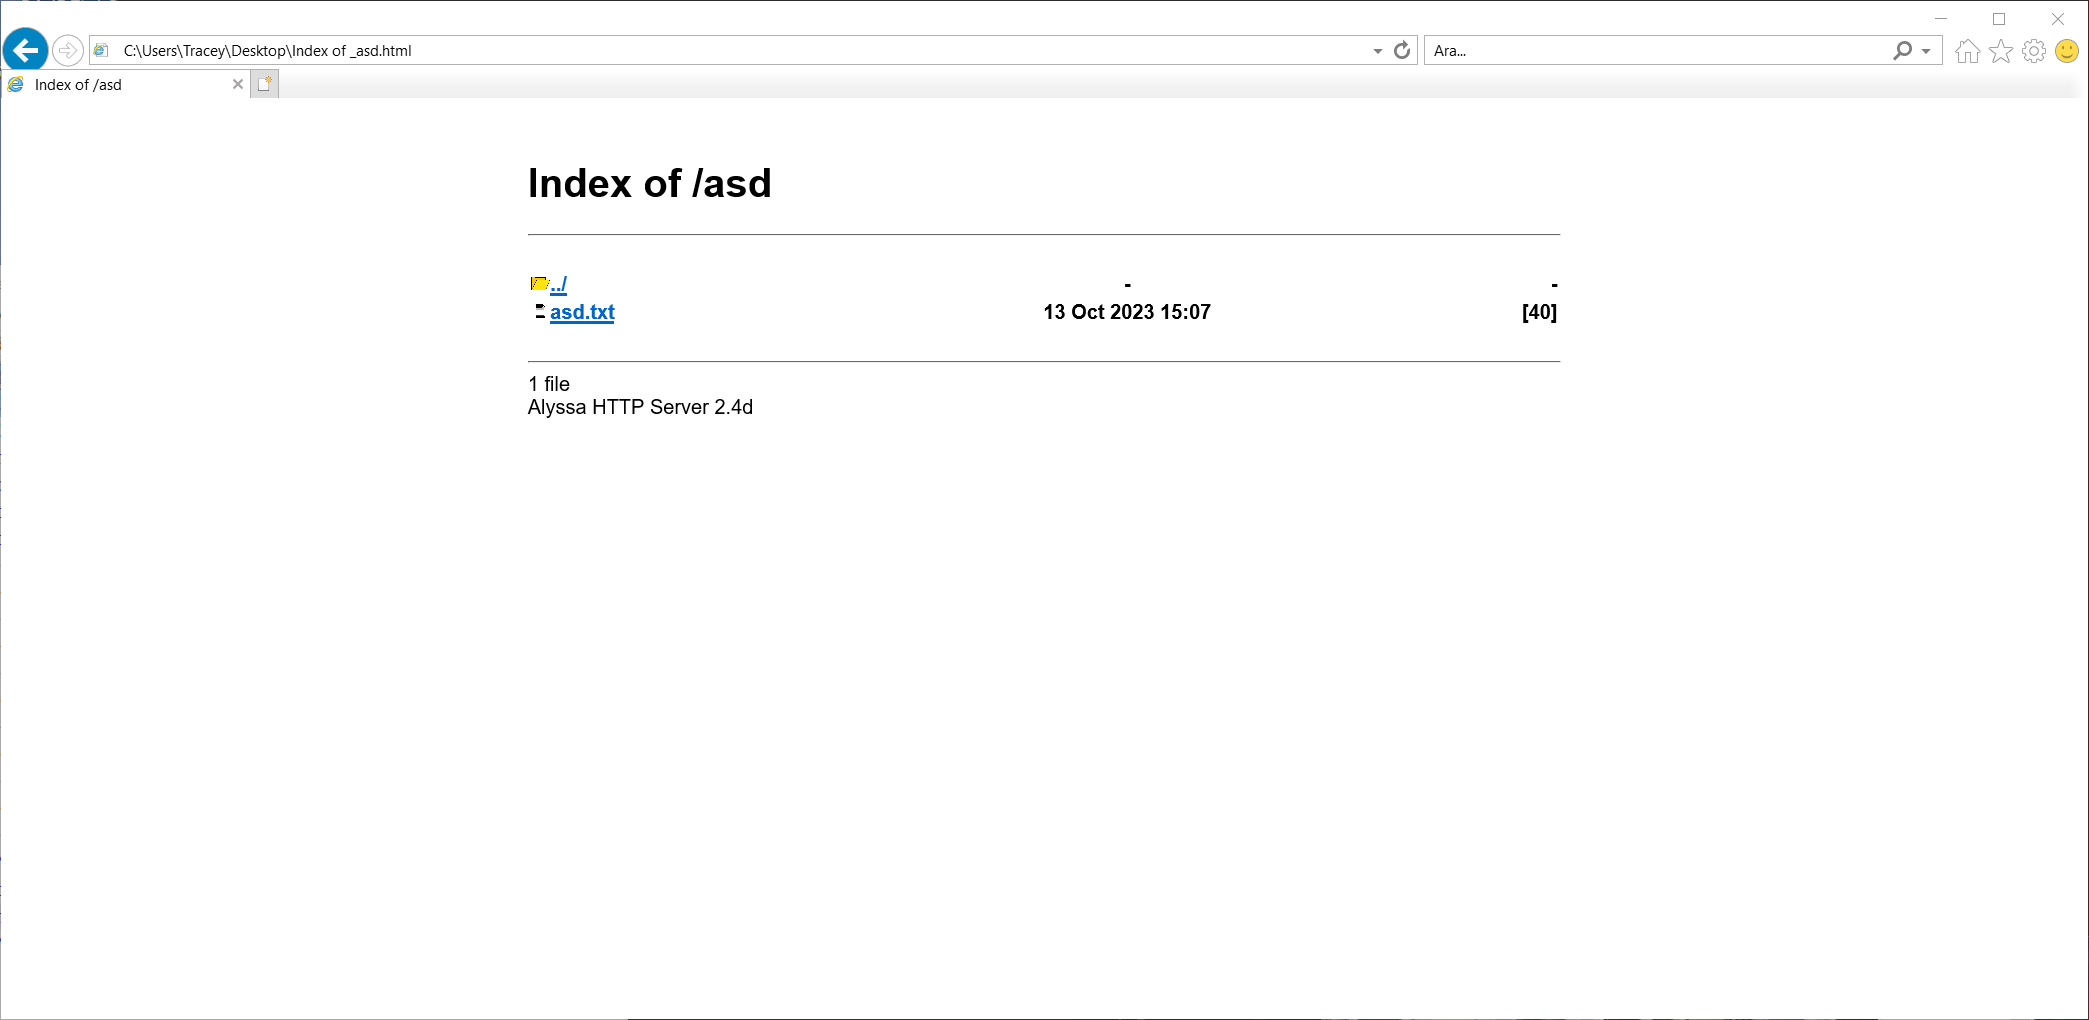 C:\Users\Tracey\Desktop\Index of _asd.html
Ara...
Index of /asd
Index of /asd
../ - -
asd.txt 13 Oct 2023 15:07 [40]
1 file
Alyssa HTTP Server 2.4d